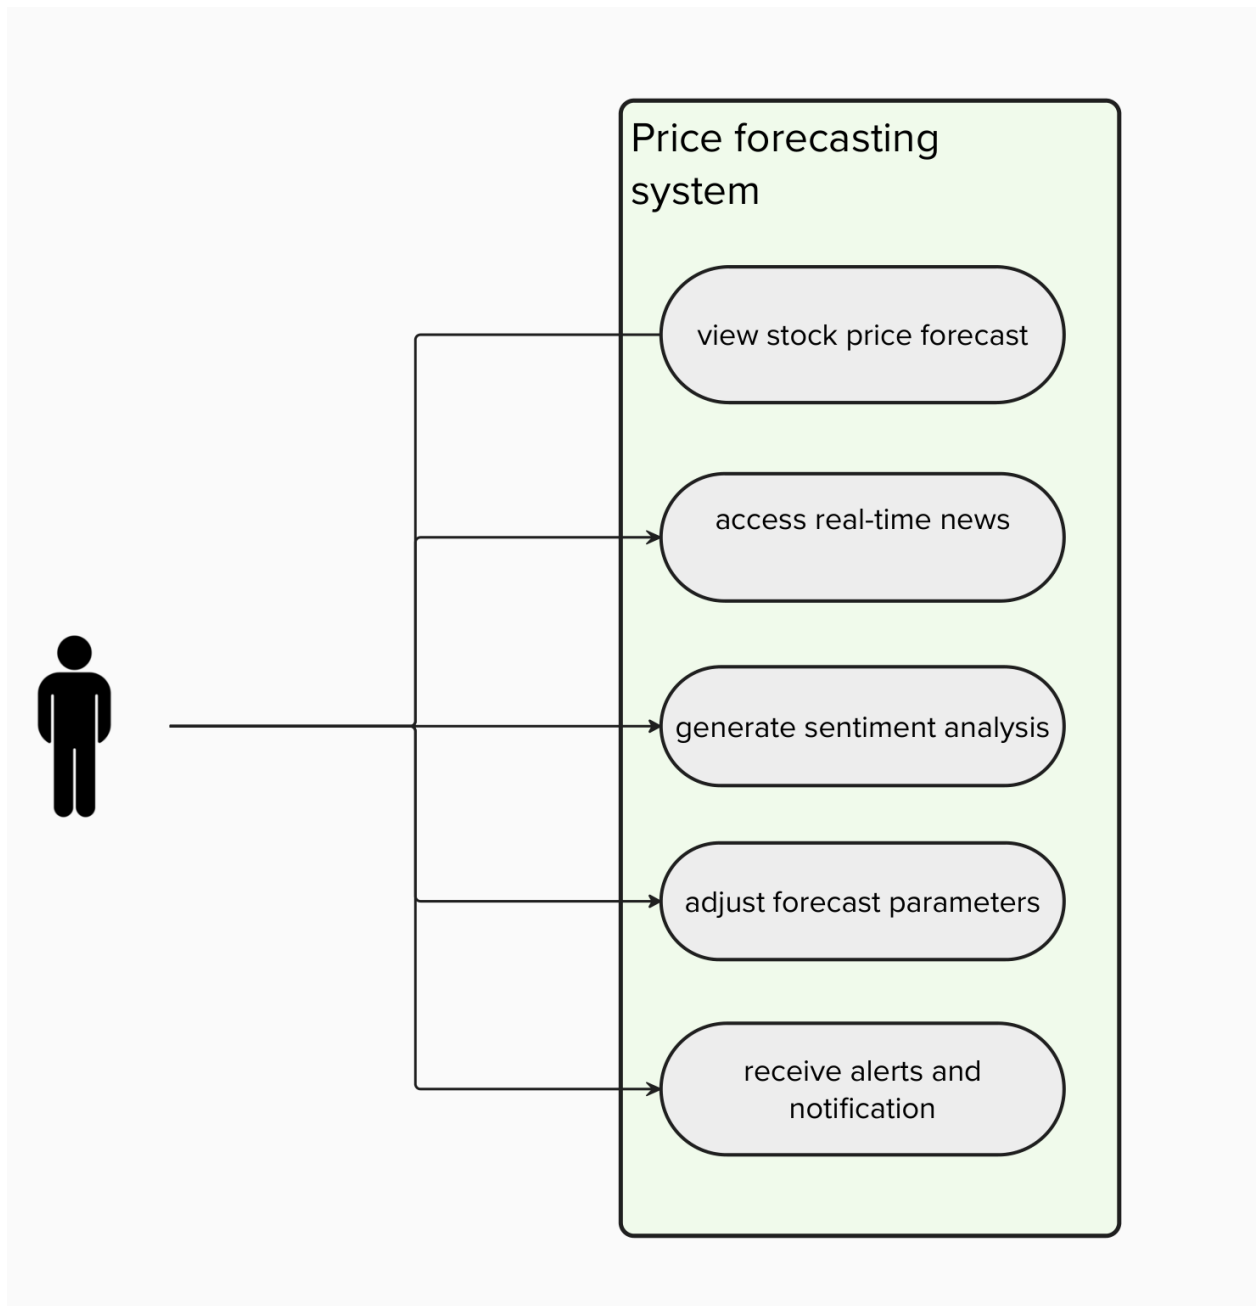 Price forecasting
system
view stock price forecast
access real-time news
generate sentiment analysis
adjust forecast parameters
receive alerts and
notification